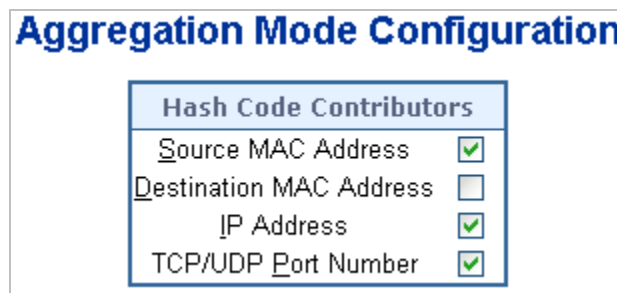 Aggregation Mode Configuration
Hash Code Contributors
Source MAC Address
Destination MAC Address
IP Address
TCP/UDP Port Number